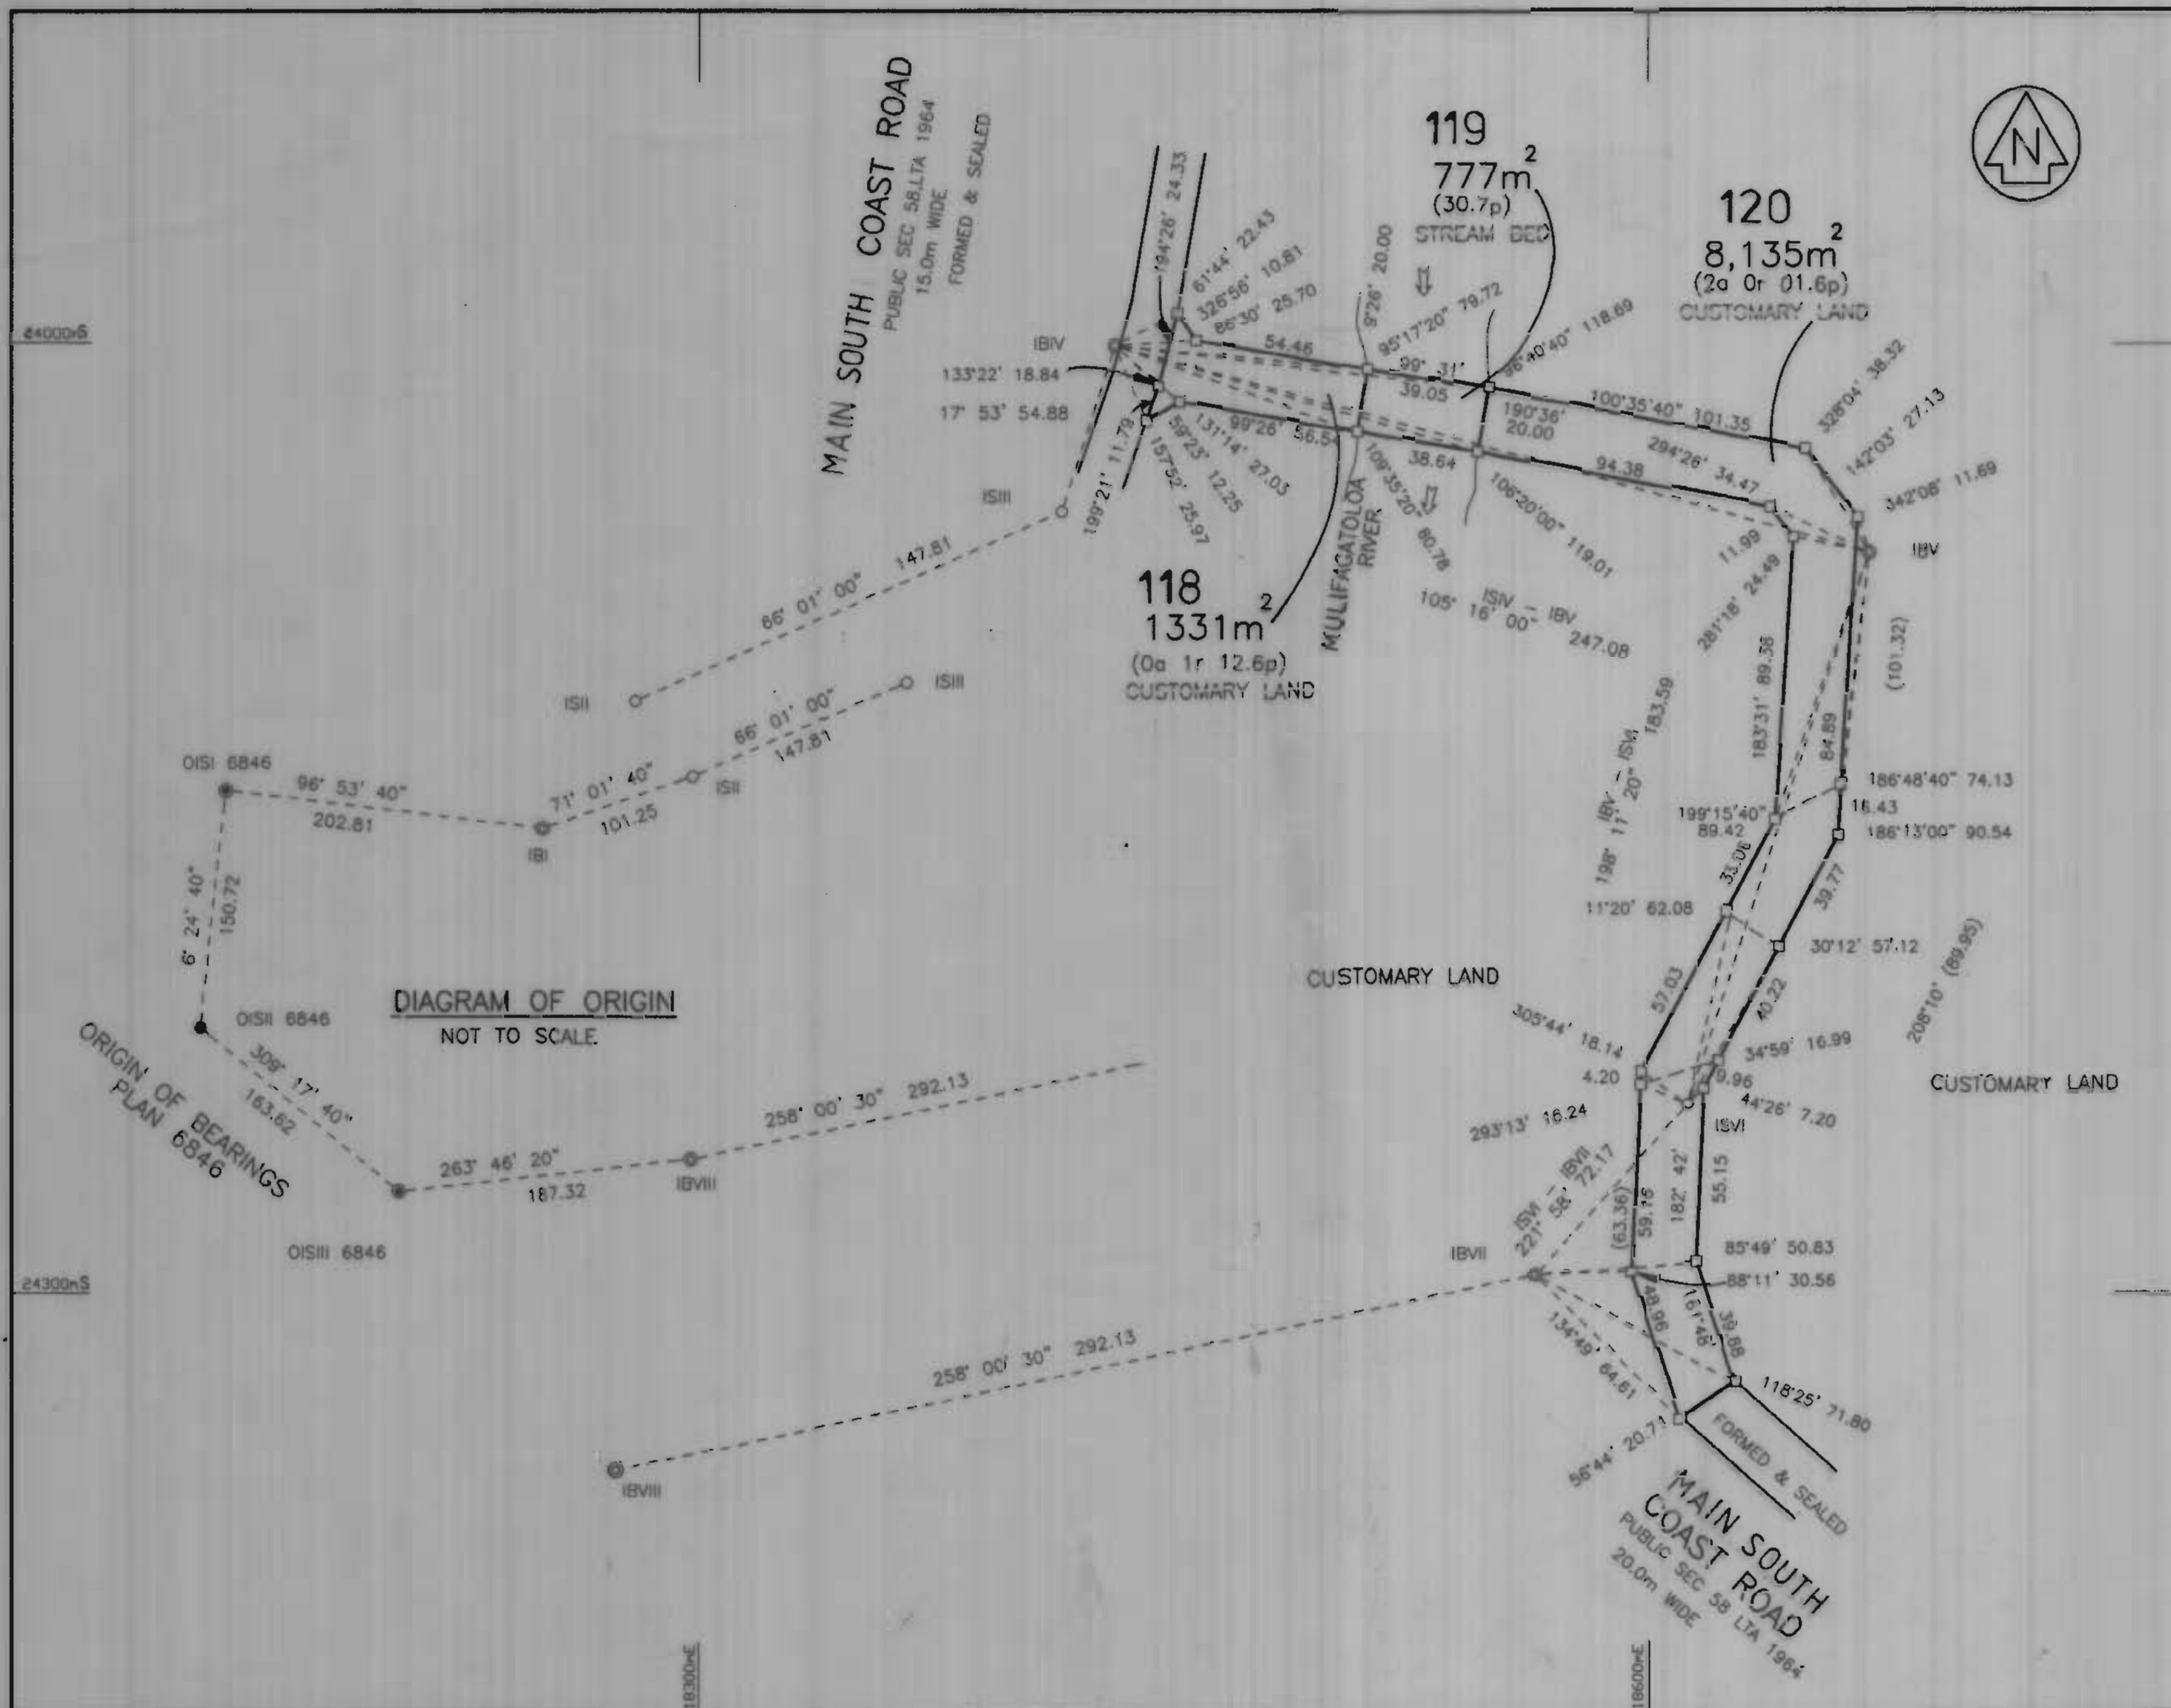 MAIN SOUTH COAST ROAD
PUBLIC SEC 58.LTA 1964
15.0m WIDE
FORMED & SEALED
119
777m²
(30.7p)
STREAM BED
120
8,135m²
(2a 0r 01.6p)
CUSTOMARY LAND
N
24000mS
194°26' 24.33
61°44' 22.43
326°56' 10.81
86°30' 25.70
54.46
9°26' 20.00
95°17'20" 79.72
99° 31'
39.05
96°40'40" 118.69
190°36'
20.00
100°35'40" 101.35
328°04' 38.32
142°03' 27.13
342°08' 11.69
IBIV
133°22' 18.84
17° 53' 54.88
199°21' 11.79
157°52' 25.97
59°23' 12.25
131°14' 27.03
99°26' 56.54
38.64
109°35'20" 80.78
106°20'00" 119.01
294°26' 34.47
94.38
11.99
281°18' 24.49
IBV
ISIII
147.81
66° 01' 00"
ISII
118
1331m²
(0a 1r 12.6p)
CUSTOMARY LAND
MULIFAGATOLOA
RIVER
ISIV – IBV
105° 16' 00" 247.08
IBV – ISVI
198° 11' 20" 183.59
183°31' 89.38
84.89
(101.32)
66° 01' 00"
147.81
ISIII
OISI 6846
96° 53' 40"
202.81
IBI
71° 01' 40"
101.25
ISII
6° 24' 40"
150.72
OISII 6846
DIAGRAM OF ORIGIN
NOT TO SCALE
ORIGIN OF BEARINGS
PLAN 6846
309° 17' 40"
163.62
OISIII 6846
263° 46' 20"
187.32
IBVIII
258° 00' 30" 292.13
186°48'40" 74.13
16.43
186°13'00" 90.54
199°15'40"
89.42
33.06
39.77
11°20' 62.08
30°12' 57.12
CUSTOMARY LAND
57.03
40.22
208°10' (89.95)
305°44' 18.14
34°59' 16.99
4.20
9.96
44°26' 7.20
CUSTOMARY LAND
293°13' 16.24
ISVI
ISVI – IBVII
221° 58' 72.17
(63.36)
59.16
182° 42'
55.15
85°49' 50.83
88°11' 30.56
IBVII
24300mS
48.96
161°48'
39.88
134°49' 64.61
118°25' 71.80
56°44' 20.71
258° 00' 30" 292.13
IBVIII
FORMED & SEALED
MAIN SOUTH
COAST ROAD
PUBLIC SEC 58 LTA 1964
20.0m WIDE
18300mE
18600mE